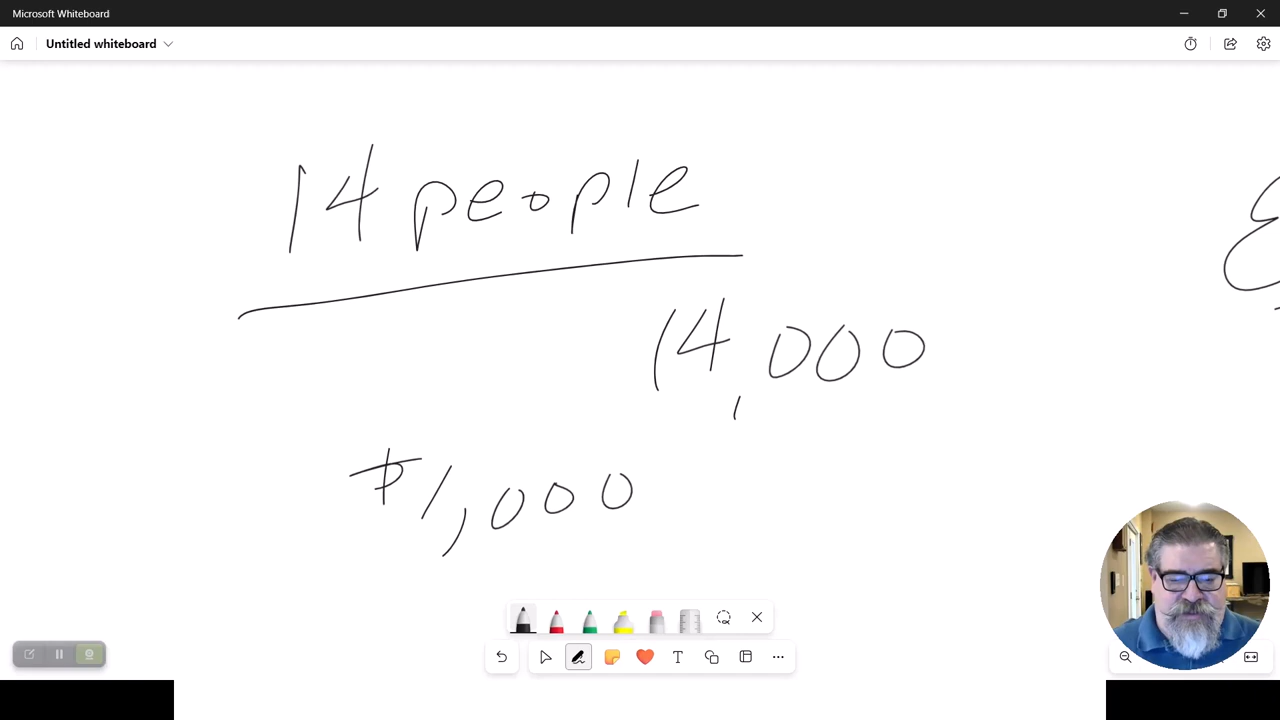 Microsoft Whiteboard
Untitled whiteboard
14 people
14,000
$1,000
T